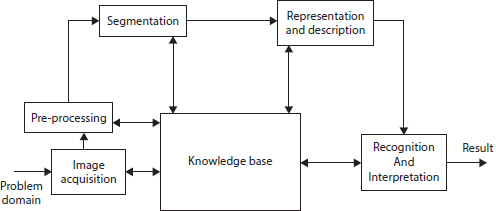 Segmentation
Representation
and description
Pre-processing
Image
acquisition
Knowledge base
Recognition
And
Interpretation
Result
Problem
domain